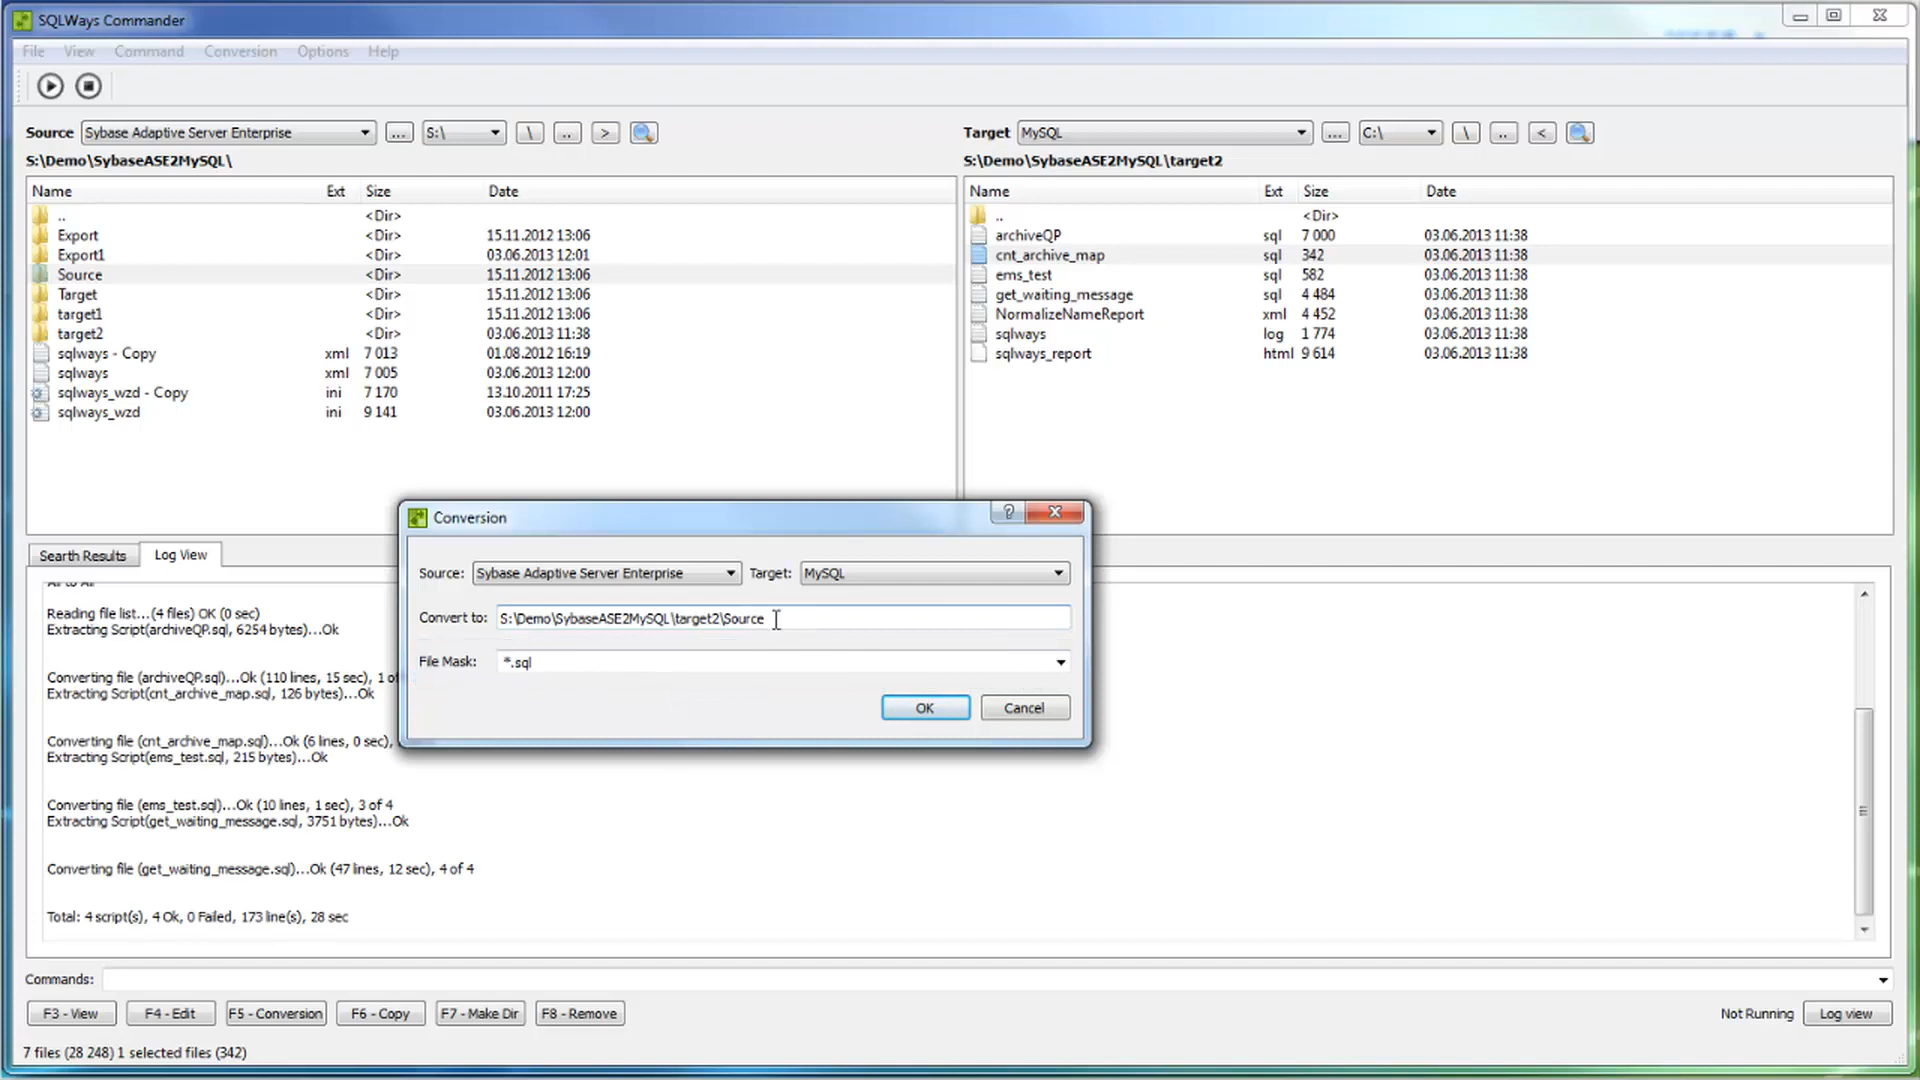 SQLWays Commander
File View Command Conversion Options Help
Source Sybase Adaptive Server Enterprise ... S:\ \ .. >
Target MySQL ... C:\ \ .. <
S:\Demo\SybaseASE2MySQL\
S:\Demo\SybaseASE2MySQL\target2
Name Ext Size Date
.. <Dir>
Export <Dir> 15.11.2012 13:06
Export1 <Dir> 03.06.2013 12:01
Source <Dir> 15.11.2012 13:06
Target <Dir> 15.11.2012 13:06
target1 <Dir> 15.11.2012 13:06
target2 <Dir> 03.06.2013 11:38
sqlways - Copy xml 7 013 01.08.2012 16:19
sqlways xml 7 005 03.06.2013 12:00
sqlways_wzd - Copy ini 7 170 13.10.2011 17:25
sqlways_wzd ini 9 141 03.06.2013 12:00
Name Ext Size Date
.. <Dir>
archiveQP sql 7 000 03.06.2013 11:38
cnt_archive_map sql 342 03.06.2013 11:38
ems_test sql 582 03.06.2013 11:38
get_waiting_message sql 4 484 03.06.2013 11:38
NormalizeNameReport xml 4 452 03.06.2013 11:38
sqlways log 1 774 03.06.2013 11:38
sqlways_report html 9 614 03.06.2013 11:38
Conversion
?
Source: Sybase Adaptive Server Enterprise Target: MySQL
Convert to: S:\Demo\SybaseASE2MySQL\target2\Source
File Mask: *.sql
OK Cancel
Searth Results Log View
Reading file list...(4 files) OK (0 sec)
Extracting Script(archiveQP.sql, 6254 bytes)...Ok
Converting file (archiveQP.sql)...Ok (110 lines, 15 sec), 1
Extracting Script(cnt_archive_map.sql, 126 bytes)...Ok
Converting file (cnt_archive_map.sql)...Ok (6 lines, 0 sec),
Extracting Script(ems_test.sql, 215 bytes)...Ok
Converting file (ems_test.sql)...Ok (10 lines, 1 sec), 3 of 4
Extracting Script(get_waiting_message.sql, 3751 bytes)...Ok
Converting file (get_waiting_message.sql)...Ok (47 lines, 12 sec), 4 of 4
Total: 4 script(s), 4 Ok, 0 Failed, 173 line(s), 28 sec
Commands:
F3 - View F4 - Edit F5 - Conversion F6 - Copy F7 - Make Dir F8 - Remove Not Running Log view
7 files (28 248) 1 selected files (342)